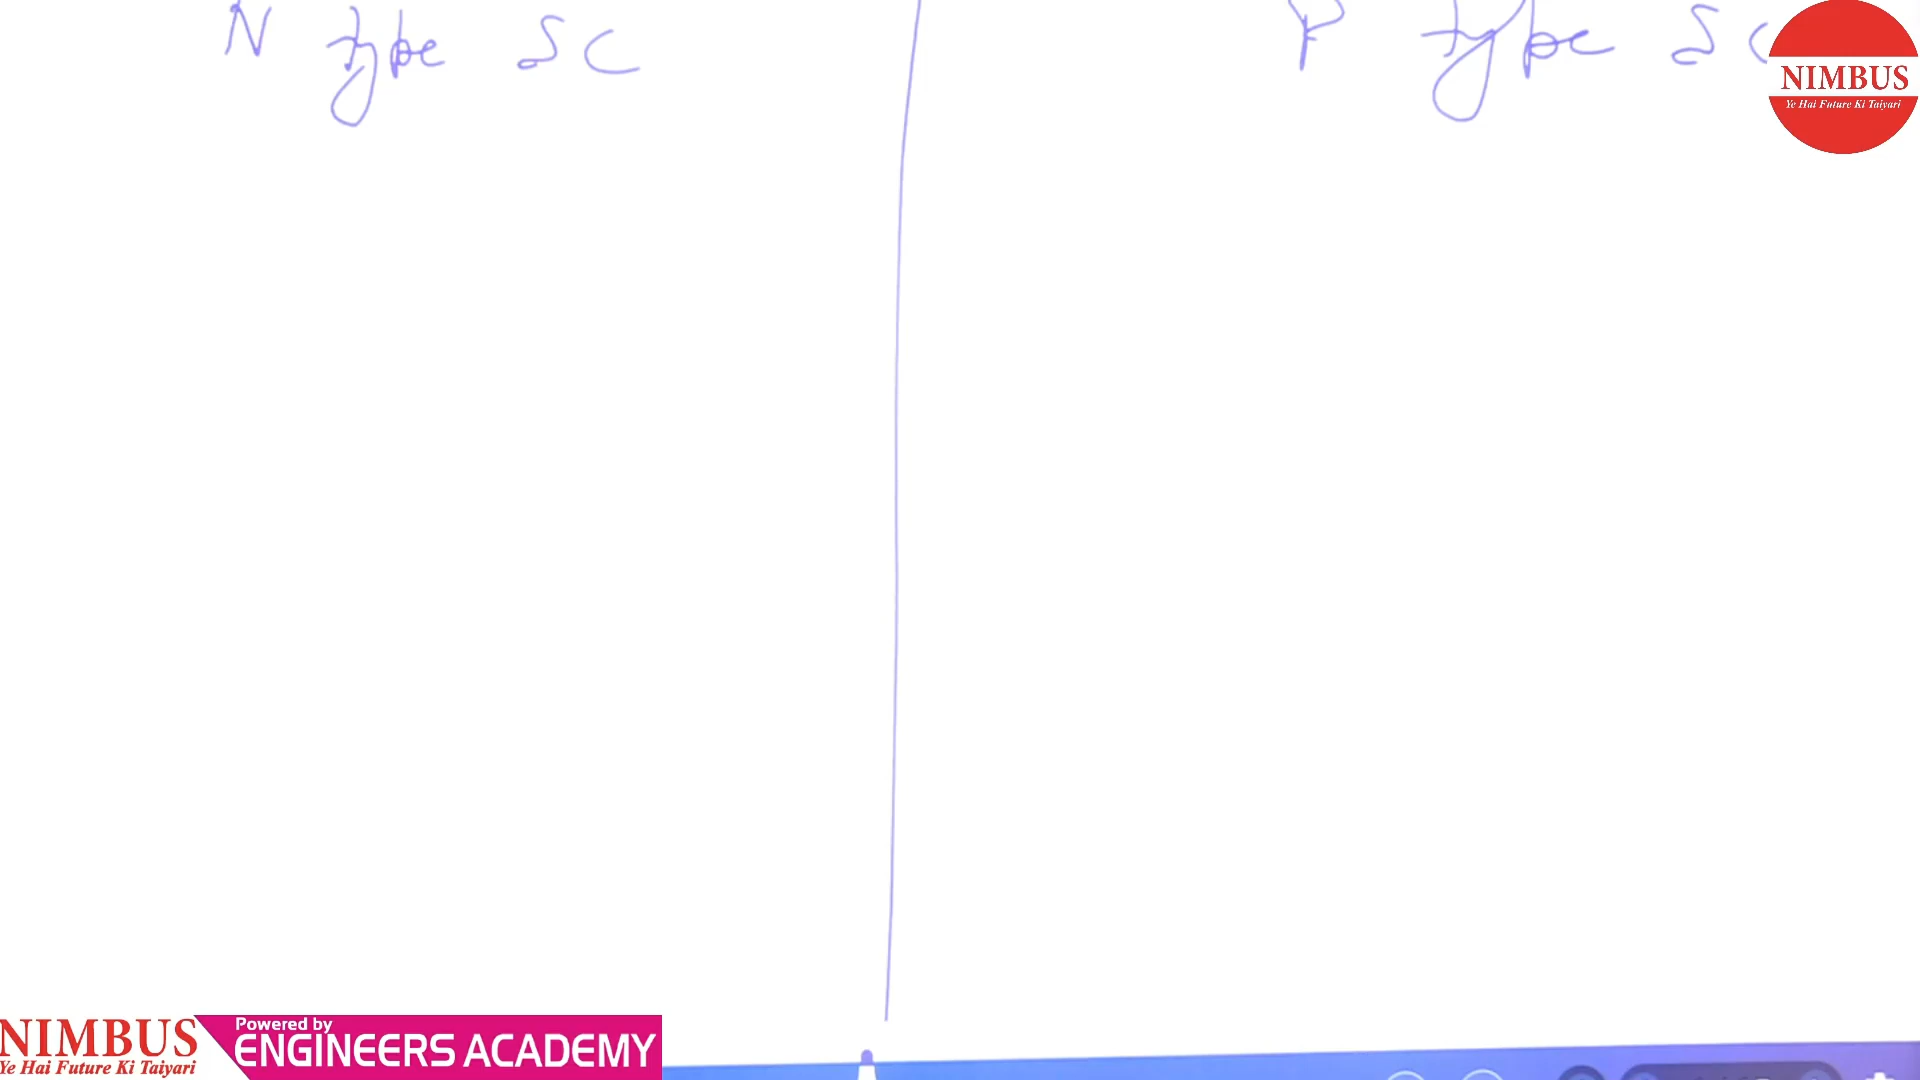 N type SC
P type SC
NIMBUS
Ye Hai Future Ki Taiyari
NIMBUS
Ye Hai Future Ki Taiyari
Powered by
ENGINEERS ACADEMY